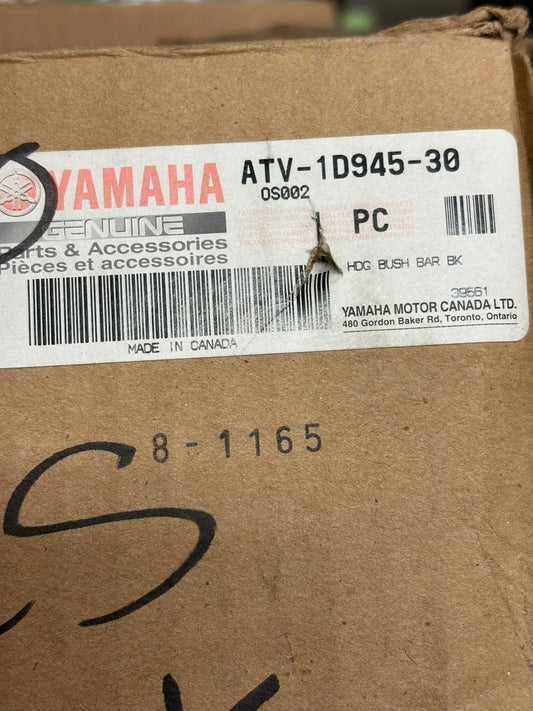 YAMAHA
GENUINE
Parts & Accessories
Pièces et accessoires
MADE IN CANADA
ATV-1D945-30
OS002
PC
HDG BUSH BAR BK
39561
YAMAHA MOTOR CANADA LTD.
480 Gordon Baker Rd, Toronto, Ontario
8-1165
S